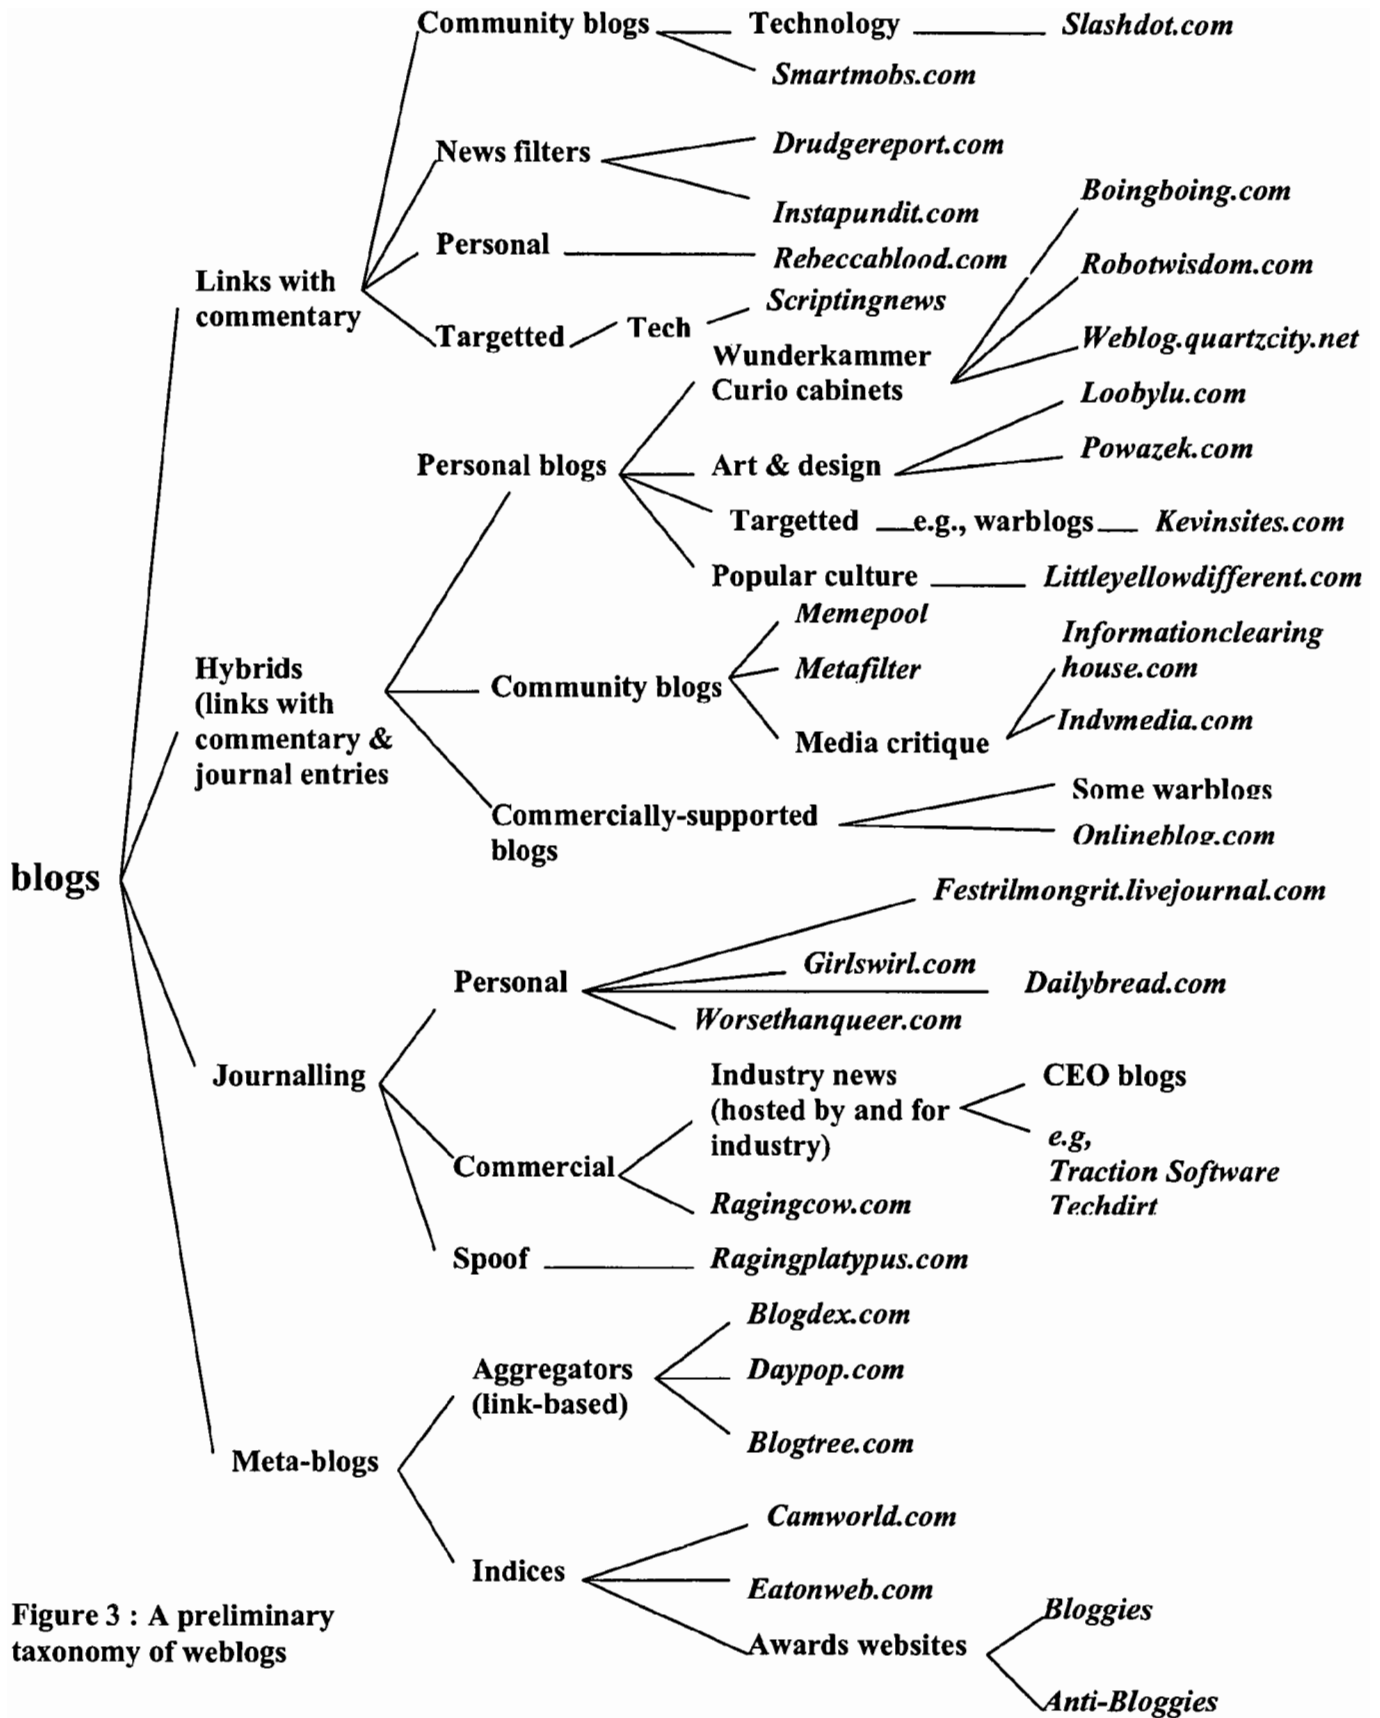 Community blogs
Technology
Slashdot.com
Smartmobs.com
News filters
Drudgereport.com
Instapundit.com
Personal
Rebeccablood.com
Links with
commentary
Targetted
Tech
Scriptingnews
Boingboing.com
Robotwisdom.com
Weblog.quartzcity.net
Wunderkammer
Curio cabinets
Loobylu.com
Powazek.com
Personal blogs
Art & design
Targetted
e.g., warblogs
Kevinsites.com
Popular culture
Littleyellowdifferent.com
Memepool
Metafilter
Hybrids
(links with
commentary &
journal entries
Community blogs
Informationclearing
house.com
Indvmedia.com
Media critique
Commercially-supported
blogs
Some warblogs
Onlineblog.com
blogs
Festrilmongrit.livejournal.com
Personal
Girlswirl.com
Dailybread.com
Worsethanqueer.com
Journalling
Industry news
(hosted by and for
industry)
CEO blogs
e.g,
Traction Software
Techdirt
Commercial
Ragingcow.com
Spoof
Ragingplatypus.com
Blogdex.com
Aggregators
(link-based)
Daypop.com
Blogtree.com
Meta-blogs
Camworld.com
Indices
Eatonweb.com
Awards websites
Bloggies
Anti-Bloggies
Figure 3 : A preliminary
taxonomy of weblogs